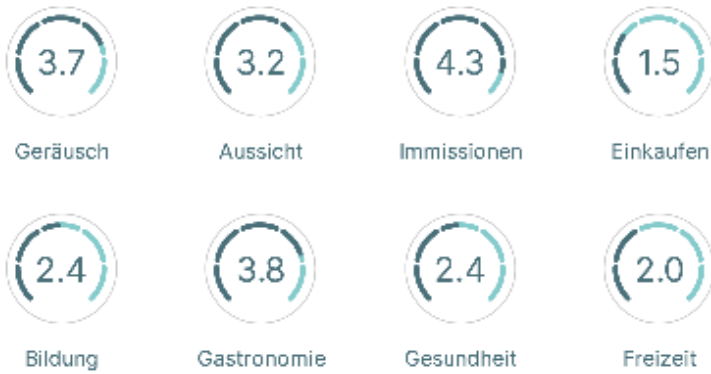 3.7 3.2 4.3 1.5
Geräusch Aussicht Immissionen Einkaufen
2.4 3.8 2.4 2.0
Bildung Gastronomie Gesundheit Freizeit